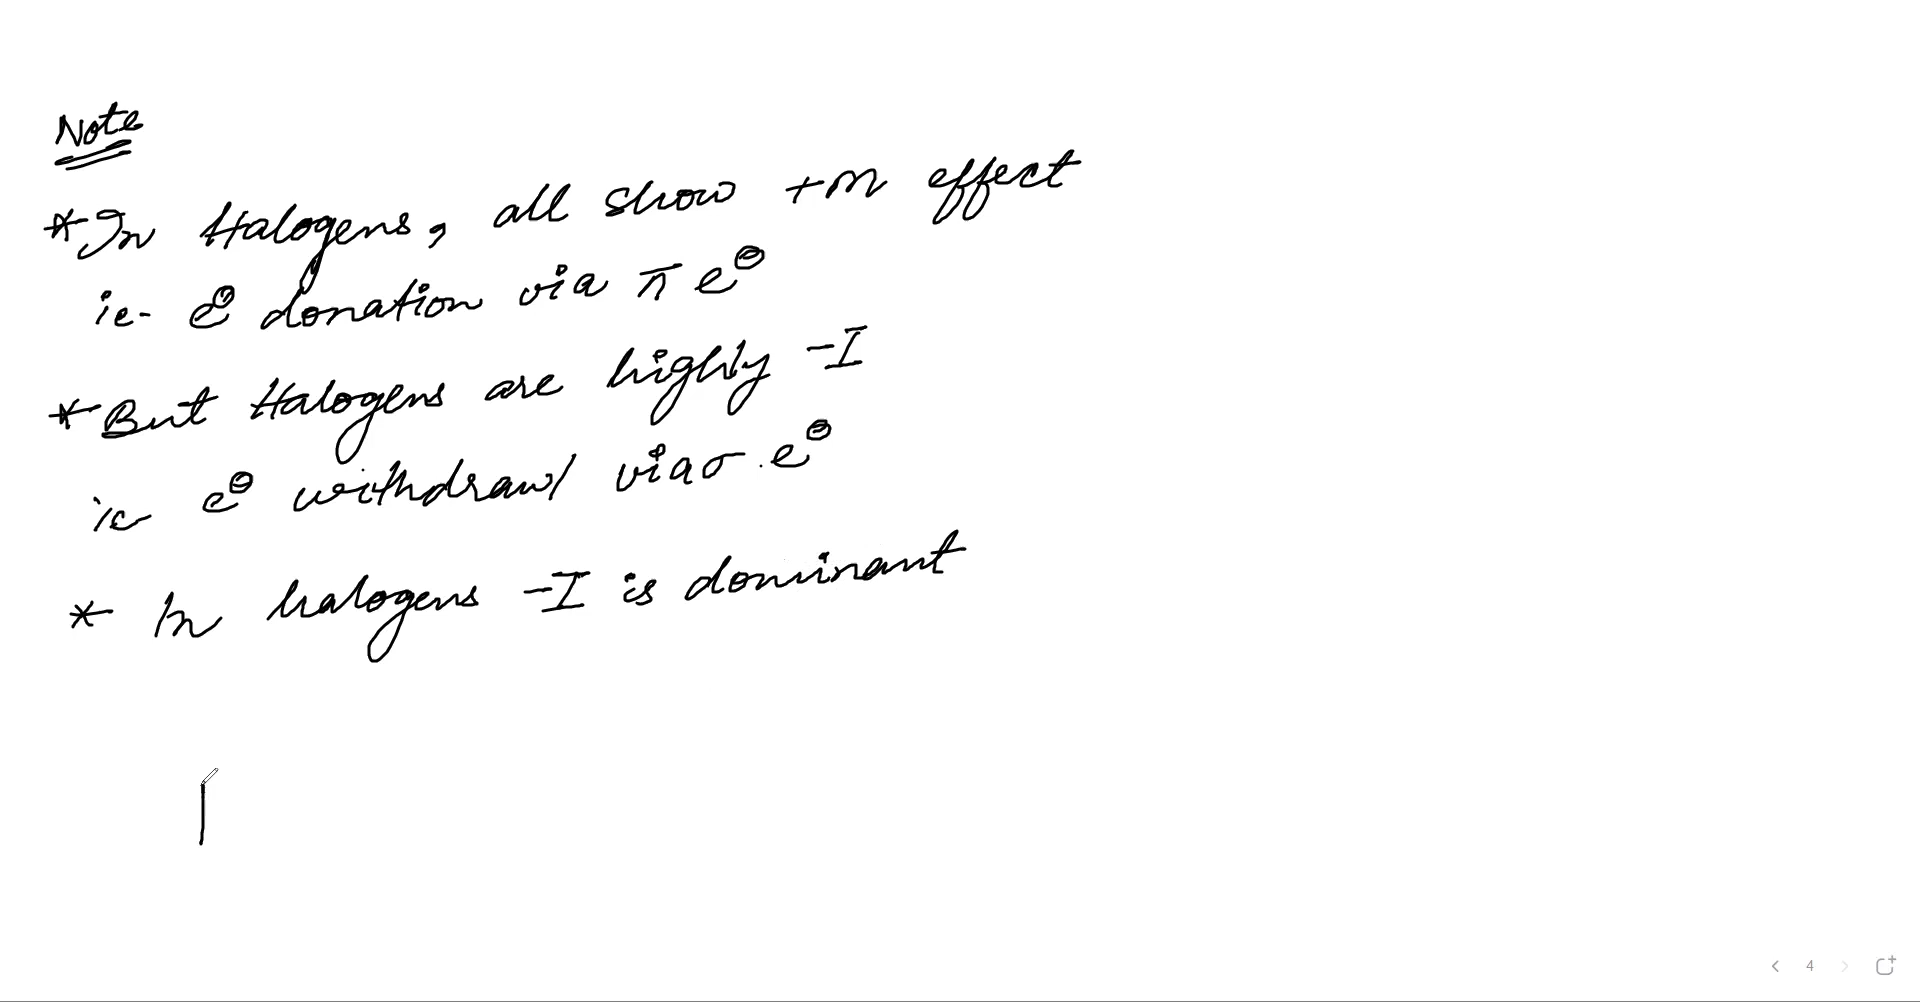 Note
*In Halogens, all show +M effect
ie- e⊖ donation via π e⊖
*But Halogens are highly -I
ie e⊖ withdrawl via σ e⊖
* In halogens -I is dominant
4